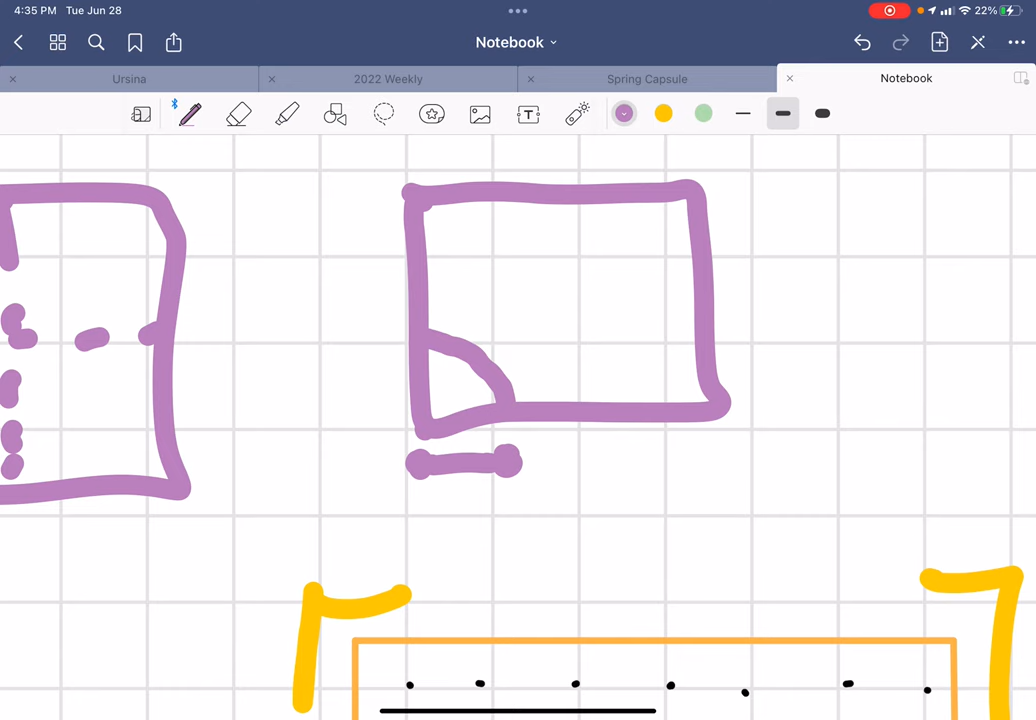 4:35 PM Tue Jun 28 22%
Notebook
Ursina 2022 Weekly Spring Capsule Notebook
T